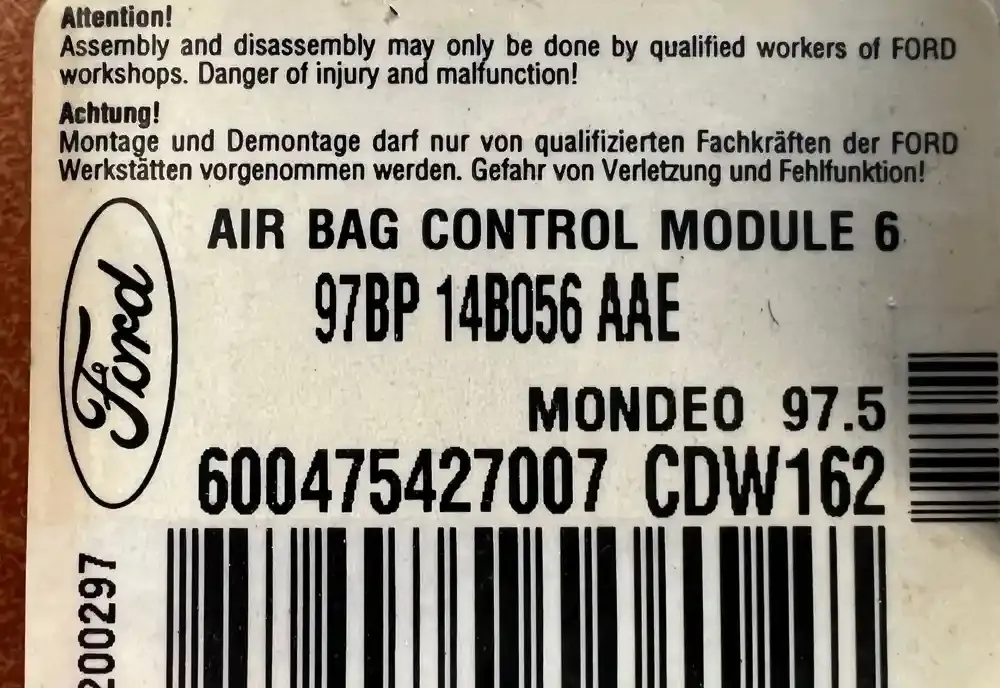 Attention!
Assembly and disassembly may only be done by qualified workers of FORD
workshops. Danger of injury and malfunction!
Achtung!
Montage und Demontage darf nur von qualifizierten Fachkräften der FORD
Werkstätten vorgenommen werden. Gefahr von Verletzung und Fehlfunktion!
Ford
AIR BAG CONTROL MODULE 6
97BP 14B056 AAE
MONDEO 97.5
600475427007 CDW162
200297